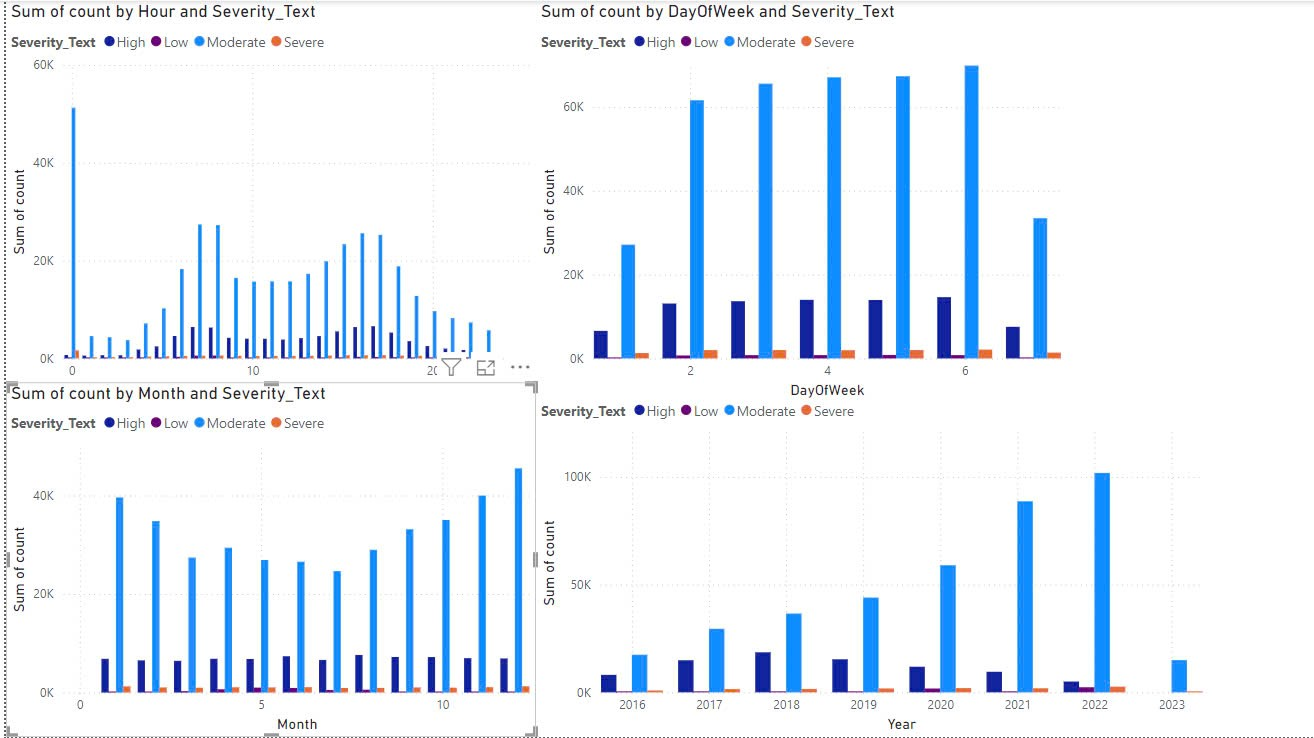 Sum of count by Hour and Severity_Text
Severity_Text High Low Moderate Severe
60K
40K
20K
0K
Sum of count
0 10 20
Sum of count by DayOfWeek and Severity_Text
Severity_Text High Low Moderate Severe
60K
40K
20K
0K
Sum of count
2 4 6
DayOfWeek
Sum of count by Month and Severity_Text
Severity_Text High Low Moderate Severe
40K
20K
0K
Sum of count
0 5 10
Month
Severity_Text High Low Moderate Severe
100K
50K
0K
Sum of count
2016 2017 2018 2019 2020 2021 2022 2023
Year